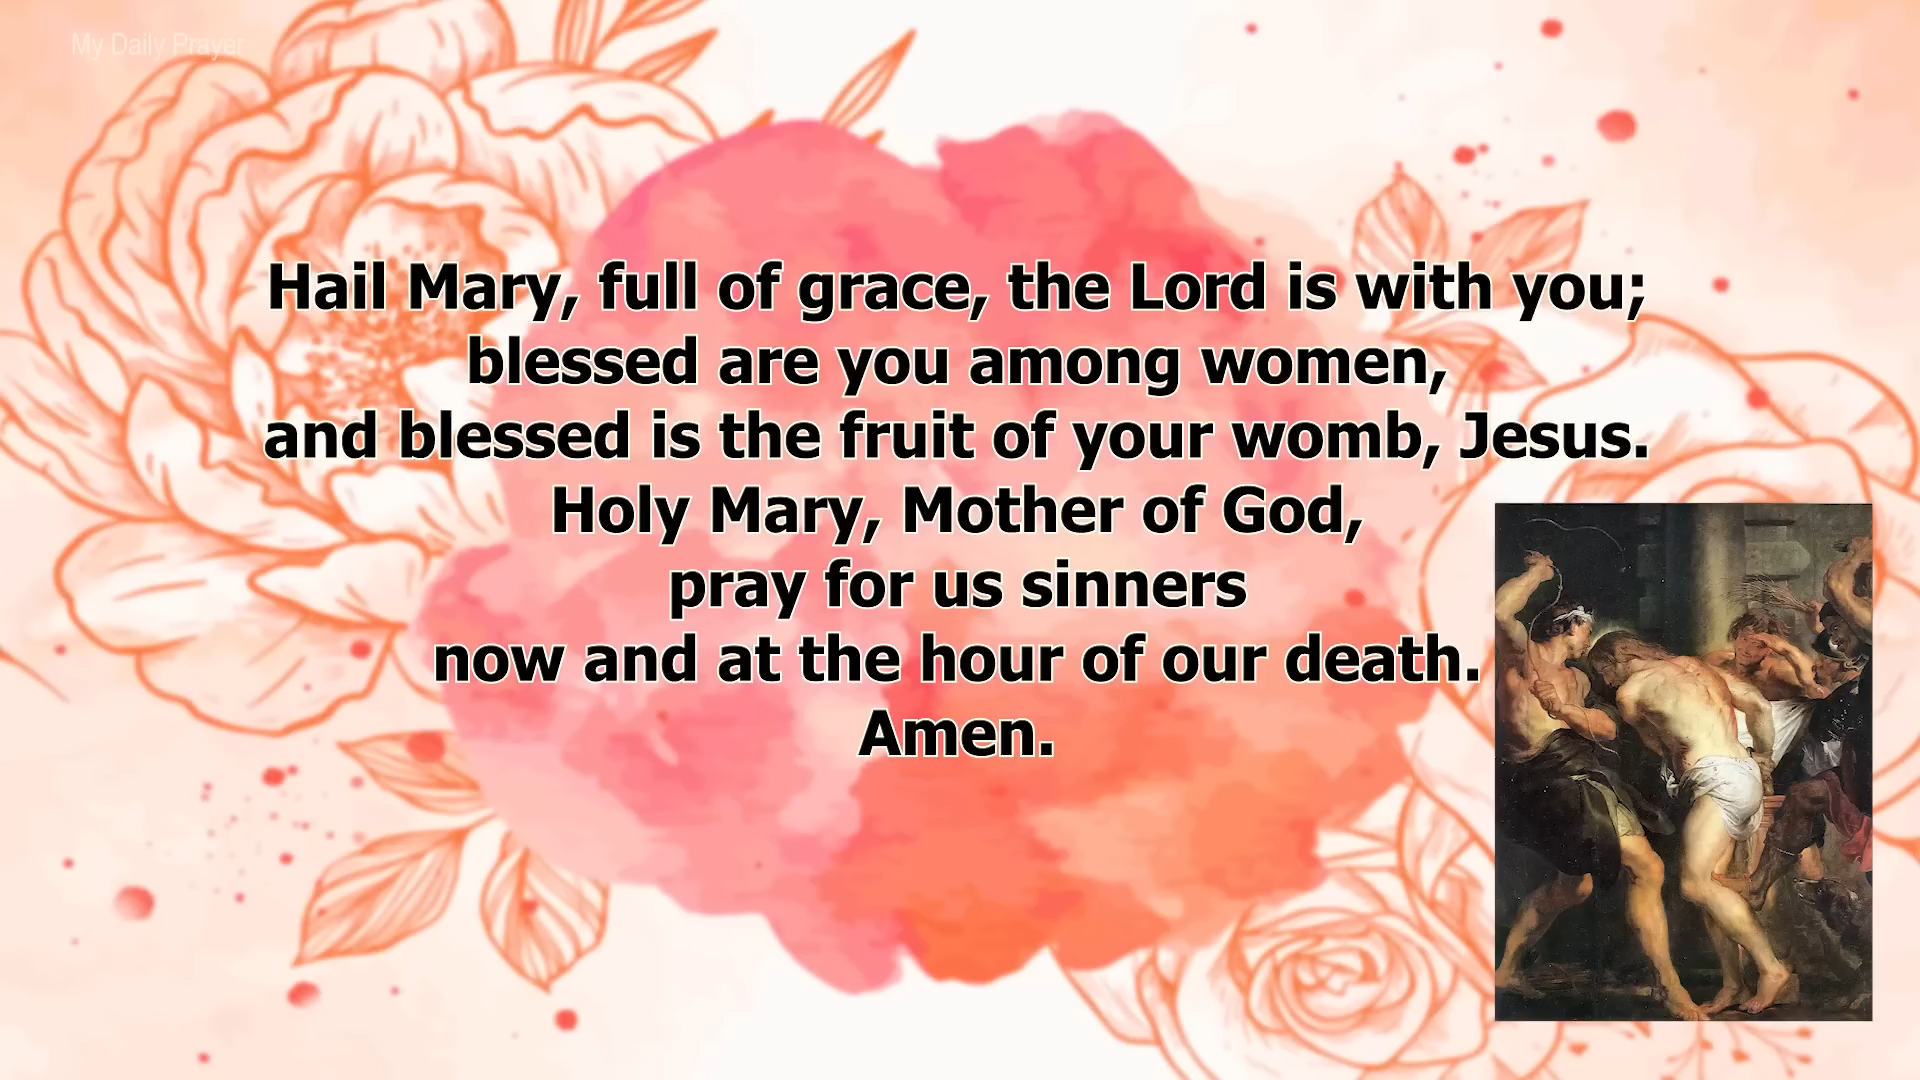 My Daily Prayer
Hail Mary, full of grace, the Lord is with you;
blessed are you among women,
and blessed is the fruit of your womb, Jesus.
Holy Mary, Mother of God,
pray for us sinners
now and at the hour of our death.
Amen.